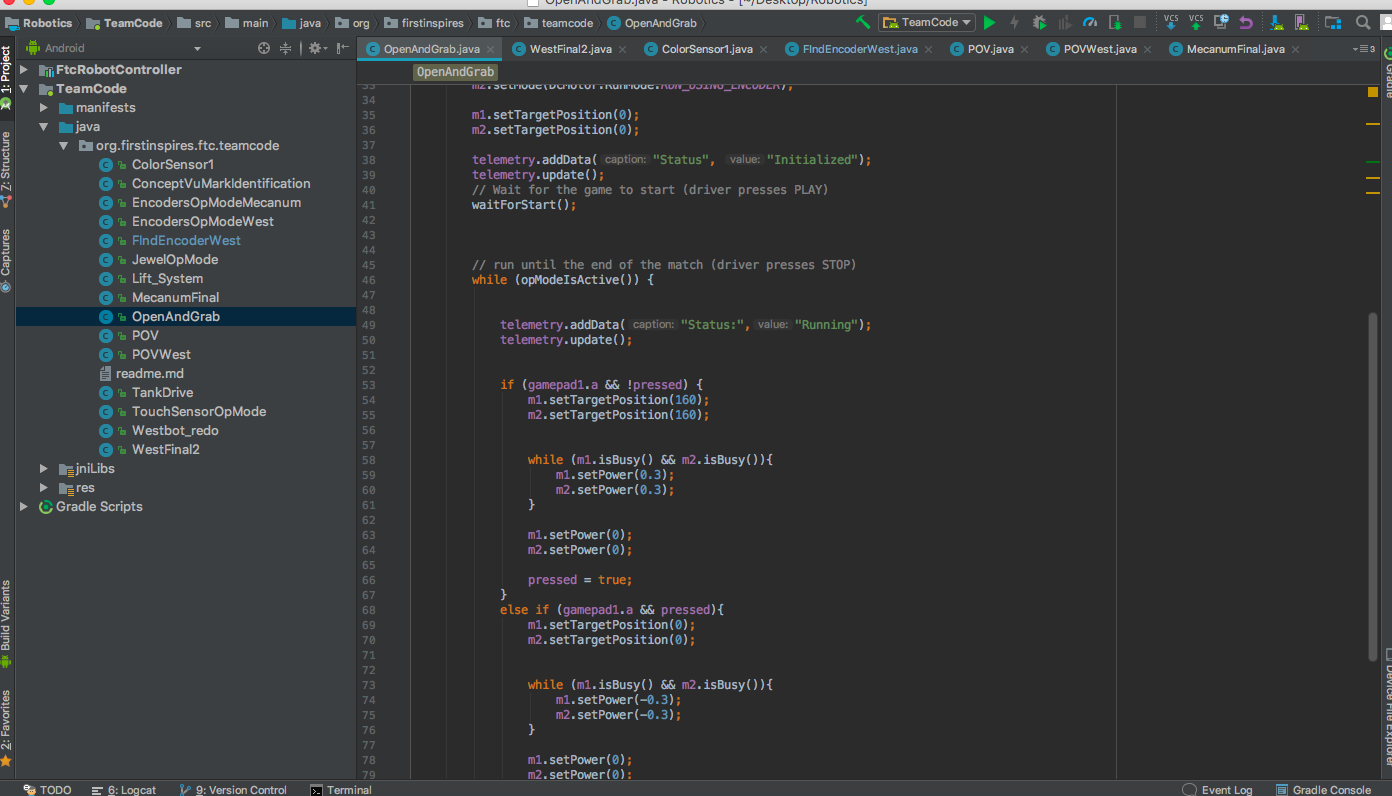 OpenAndGrab.java - Robotics - [~/Desktop/Robotics]
Robotics TeamCode src main java org firstinspires ftc teamcode OpenAndGrab TeamCode VCS VCS
Android
OpenAndGrab.java WestFinal2.java ColorSensor1.java FIndEncoderWest.java POV.java POVWest.java MecanumFinal.java 3
OpenAndGrab
1: Project
Z: Structure
Captures
Build Variants
2: Favorites
FtcRobotController
TeamCode
manifests
java
org.firstinspires.ftc.teamcode
ColorSensor1
ConceptVuMarkIdentification
EncodersOpModeMecanum
EncodersOpModeWest
FIndEncoderWest
JewelOpMode
Lift_System
MecanumFinal
OpenAndGrab
POV
POVWest
readme.md
TankDrive
TouchSensorOpMode
Westbot_redo
WestFinal2
jniLibs
res
Gradle Scripts
33 m2.setMode(DcMotor.RunMode.RUN_USING_ENCODER);
34
35 m1.setTargetPosition(0);
36 m2.setTargetPosition(0);
37
38 telemetry.addData( caption: "Status", value: "Initialized");
39 telemetry.update();
40 // Wait for the game to start (driver presses PLAY)
41 waitForStart();
42
43
44
45 // run until the end of the match (driver presses STOP)
46 while (opModeIsActive()) {
47
48
49 telemetry.addData( caption: "Status:", value: "Running");
50 telemetry.update();
51
52
53 if (gamepad1.a && !pressed) {
54 m1.setTargetPosition(160);
55 m2.setTargetPosition(160);
56
57
58 while (m1.isBusy() && m2.isBusy()){
59 m1.setPower(0.3);
60 m2.setPower(0.3);
61 }
62
63 m1.setPower(0);
64 m2.setPower(0);
65
66 pressed = true;
67 }
68 else if (gamepad1.a && pressed){
69 m1.setTargetPosition(0);
70 m2.setTargetPosition(0);
71
72
73 while (m1.isBusy() && m2.isBusy()){
74 m1.setPower(-0.3);
75 m2.setPower(-0.3);
76 }
77
78 m1.setPower(0);
79 m2.setPower(0);
Gradle
Device File Explorer
TODO 6: Logcat 9: Version Control Terminal Event Log Gradle Console